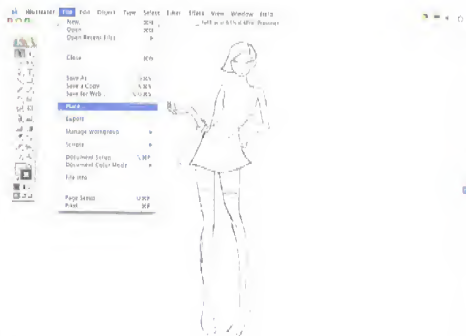 Illustrator File Edit Object Type Select Filter Effect View Window Help
New...
Open...
Open Recent Files
Close
Save As...
Save a Copy...
Save for Web...
Place...
Export...
Manage Workgroup
Scripts
Document Setup...
Document Color Mode
File Info...
Page Setup...
Print...